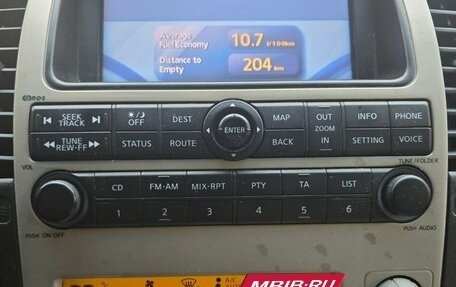 Average
Fuel Economy 10.7 l/100km
Distance to
Empty 204 km
RDS
SEEK TRACK OFF DEST MAP OUT INFO PHONE
ENTER ZOOM
TUNE REW-FF STATUS ROUTE BACK IN SETTING VOICE
VOL TUNE/FOLDER
CD FM·AM MIX·RPT PTY TA LIST
1 2 3 4 5 6
PUSH ON-OFF PUSH AUDIO
A/C
MBIB.RU